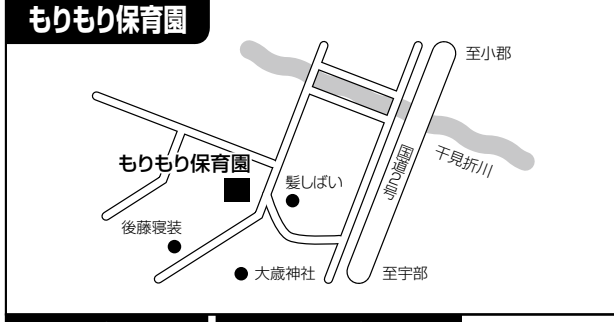 もりもり保育園
至小郡
国道2号
干見折川
もりもり保育園
髪しばい
後藤寝装
大歳神社
至宇部